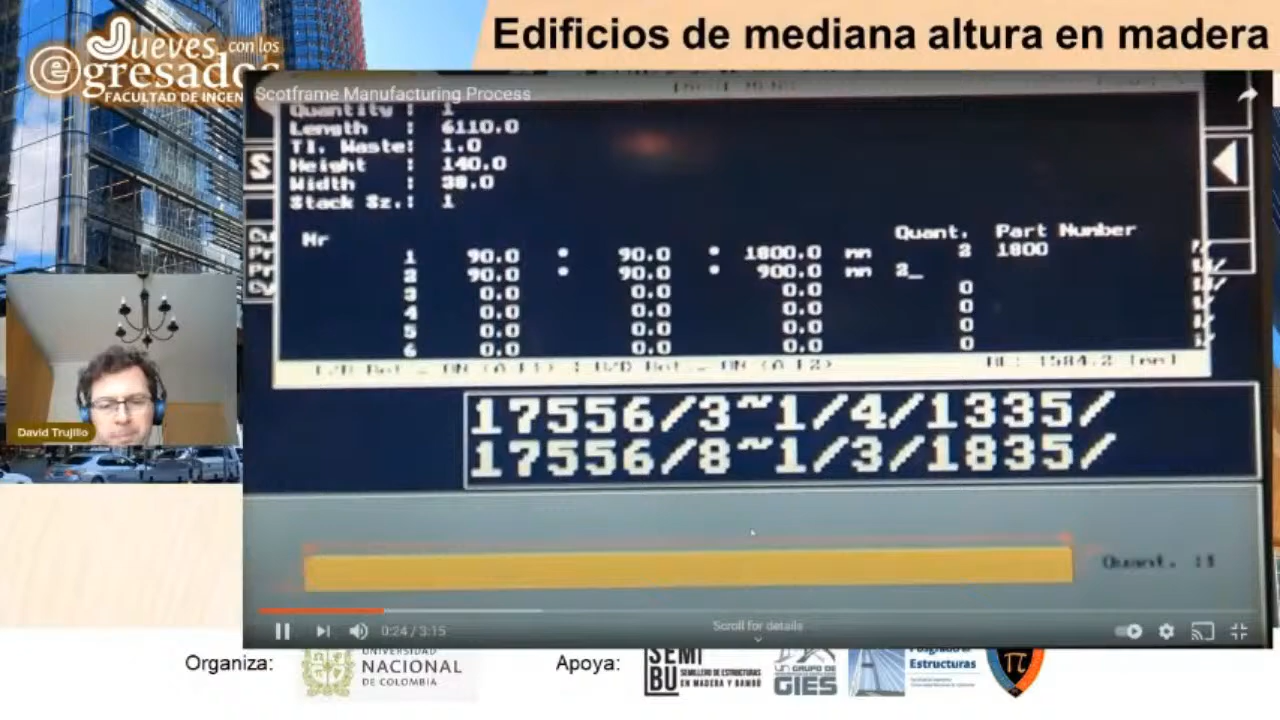 Edificios de mediana altura en madera
Jueves con los
egresados
FACULTAD DE INGEN
Scotframe Manufacturing Process
Quantity : 1
Length : 6110.0
TI. Waste: 1.0
Height : 140.0
Width : 38.0
Stack Sz.: 1
S
Nr Quant. Part Number
1 90.0 ° 90.0 ° 1800.0 mm 2 1800
2 90.0 ° 90.0 ° 900.0 mm 2_
3 0.0 0.0 0.0 0
4 0.0 0.0 0.0 0
5 0.0 0.0 0.0 0
6 0.0 0.0 0.0 0
17556/3~1/4/1335/
17556/8~1/3/1835/
Quant. :1
David Trujillo
0:24 / 3:15
Scroll for details
Organiza:
UNIVERSIDAD
NACIONAL
DE COLOMBIA
Apoya:
SEMI
BU
SEMILLERO DE ESTRUCTURAS
EN MADERA Y BAMBÚ
UN GRUPO DE
GIES
Posgrado
Estructuras
π